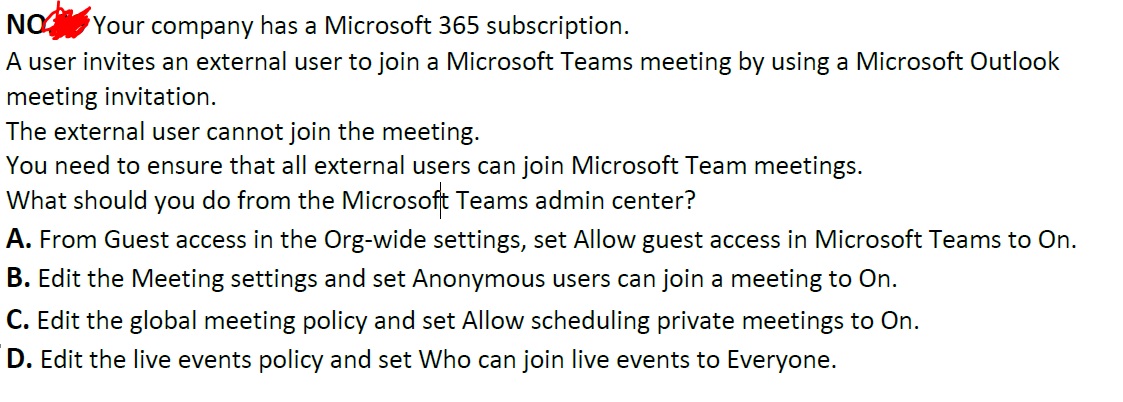 NO Your company has a Microsoft 365 subscription.
A user invites an external user to join a Microsoft Teams meeting by using a Microsoft Outlook
meeting invitation.
The external user cannot join the meeting.
You need to ensure that all external users can join Microsoft Team meetings.
What should you do from the Microsoft Teams admin center?
A. From Guest access in the Org-wide settings, set Allow guest access in Microsoft Teams to On.
B. Edit the Meeting settings and set Anonymous users can join a meeting to On.
C. Edit the global meeting policy and set Allow scheduling private meetings to On.
D. Edit the live events policy and set Who can join live events to Everyone.